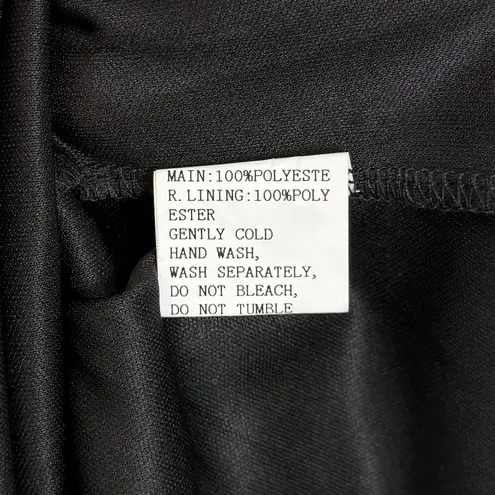 MAIN:100%POLYESTE
R.LINING:100%POLY
ESTER
GENTLY COLD
HAND WASH,
WASH SEPARATELY,
DO NOT BLEACH,
DO NOT TUMBLE